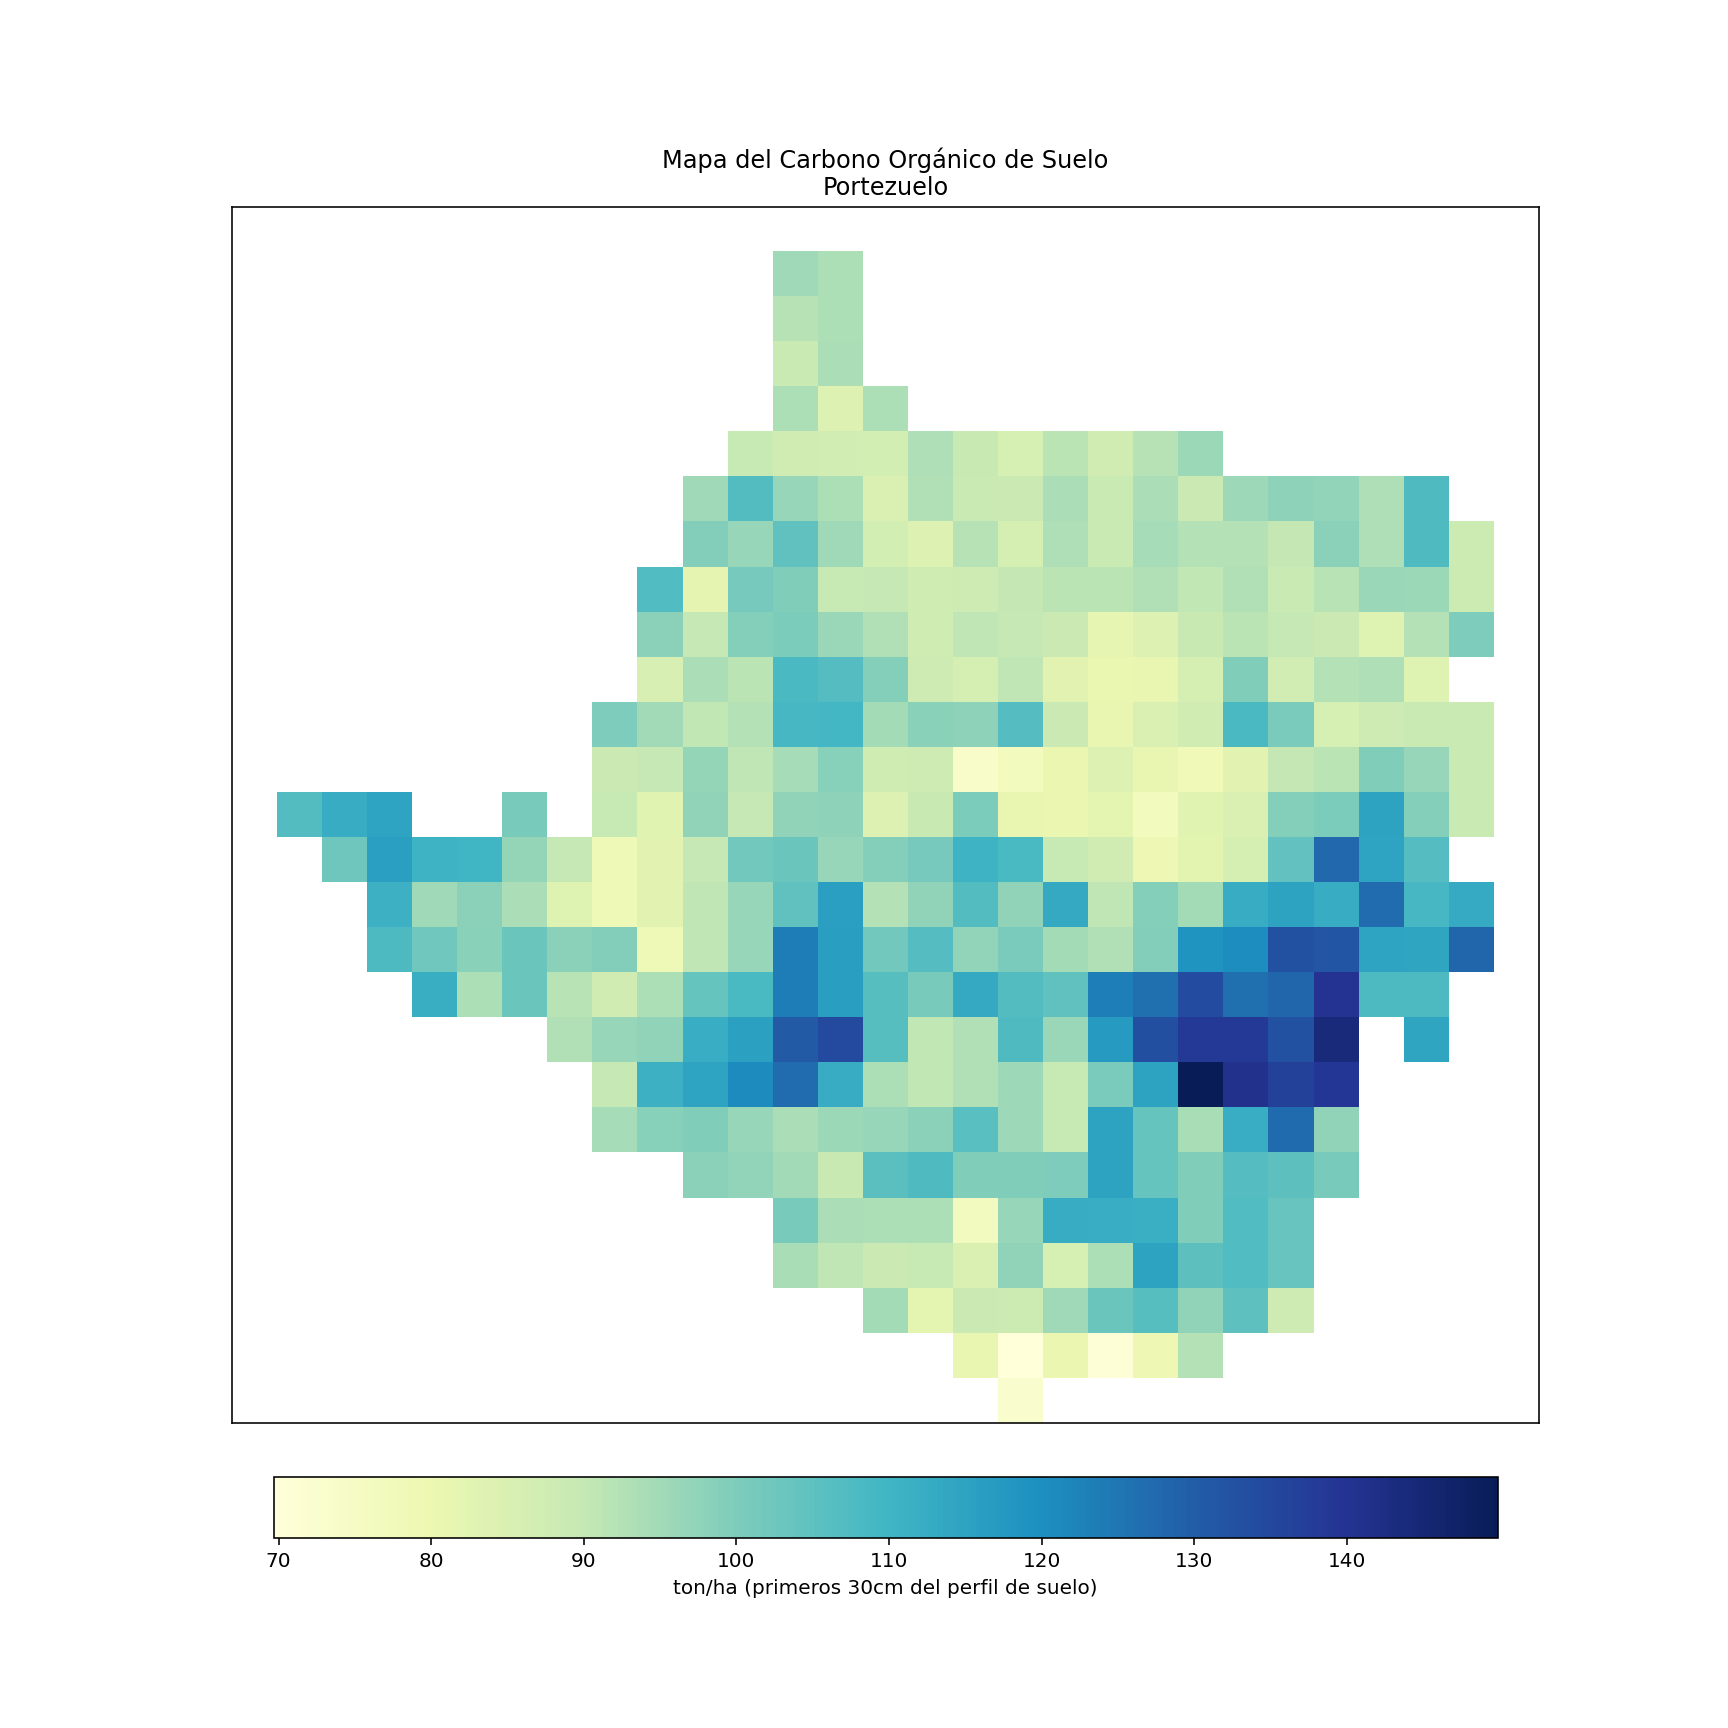 Mapa del Carbono Orgánico de Suelo
Portezuelo
70 80 90 100 110 120 130 140
ton/ha (primeros 30cm del perfil de suelo)